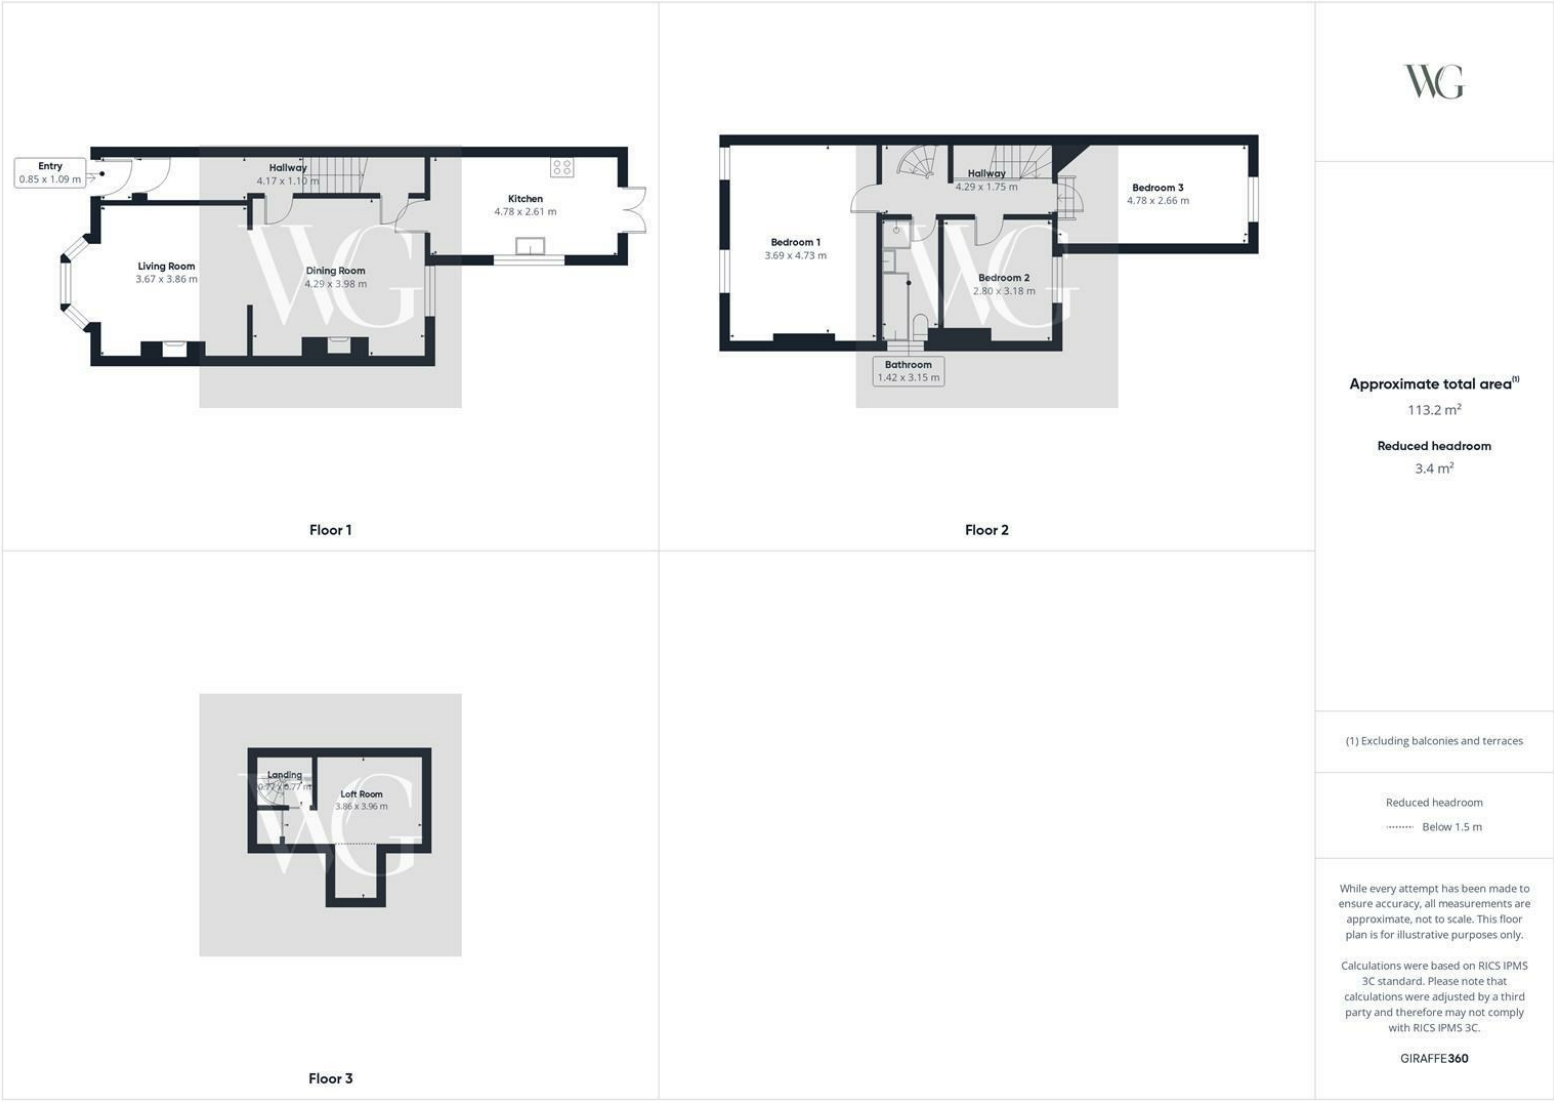 Entry
0.85 x 1.09 m
Hallway
4.17 x 1.10 m
Kitchen
4.78 x 2.61 m
Living Room
3.67 x 3.86 m
Dining Room
4.29 x 3.98 m
WG
Floor 1
Hallway
4.29 x 1.75 m
Bedroom 3
4.78 x 2.66 m
Bedroom 1
3.69 x 4.73 m
Bedroom 2
2.80 x 3.18 m
WG
Bathroom
1.42 x 3.15 m
Floor 2
Landing
0.77 x 0.77 m
Loft Room
3.86 x 3.96 m
WG
Floor 3
WG
Approximate total area(1)
113.2 m²
Reduced headroom
3.4 m²
(1) Excluding balconies and terraces
Reduced headroom
Below 1.5 m
While every attempt has been made to
ensure accuracy, all measurements are
approximate, not to scale. This floor
plan is for illustrative purposes only.
Calculations were based on RICS IPMS
3C standard. Please note that
calculations were adjusted by a third
party and therefore may not comply
with RICS IPMS 3C.
GIRAFFE360